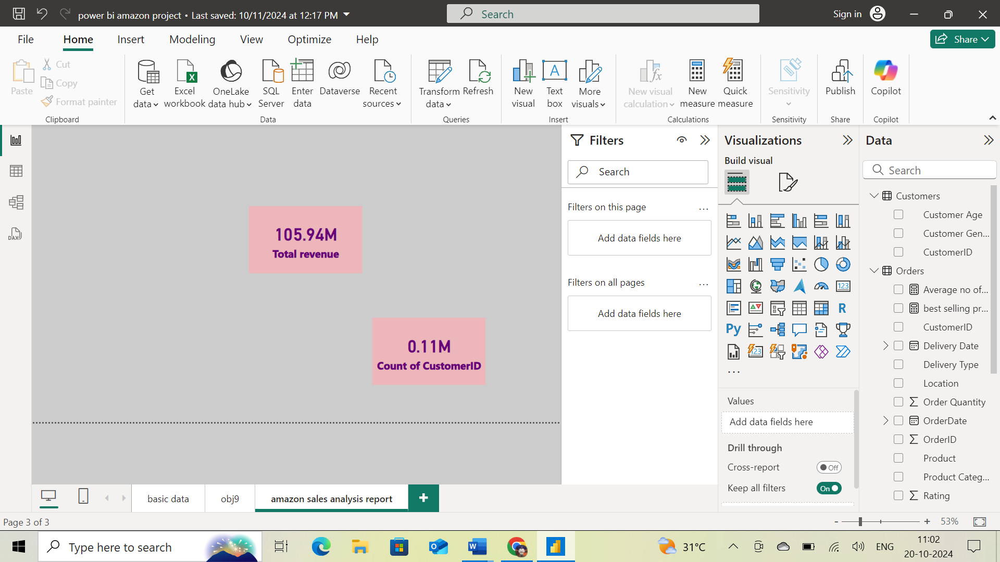 power bi amazon project • Last saved: 10/11/2024 at 12:17 PM
Search
Sign in
File
Home
Insert
Modeling
View
Optimize
Help
Share
Paste
Cut
Copy
Format painter
Clipboard
Get
data
Excel
workbook
OneLake
data hub
SQL
Server
Enter
data
Dataverse
Recent
sources
Data
Transform
data
Refresh
Queries
New
visual
A
Text
box
More
visuals
Insert
New visual
calculation
New
measure
Quick
measure
Calculations
Sensitivity
Sensitivity
Publish
Share
Copilot
Copilot
DAX
105.94M
Total revenue
0.11M
Count of CustomerID
Filters
Search
Filters on this page
...
Add data fields here
Filters on all pages
...
Add data fields here
Visualizations
Build visual
123
R
Py
123
...
Values
Add data fields here
Drill through
Cross-report
Off
Keep all filters
On
Data
Search
Customers
Customer Age
Customer Gen...
CustomerID
Orders
Average no of...
best selling pr...
CustomerID
Delivery Date
Delivery Type
Location
Order Quantity
OrderDate
OrderID
Product
Product Categ...
Rating
basic data
obj9
amazon sales analysis report
+
Page 3 of 3
- + 53%
Type here to search
31°C
ENG
11:02
20-10-2024